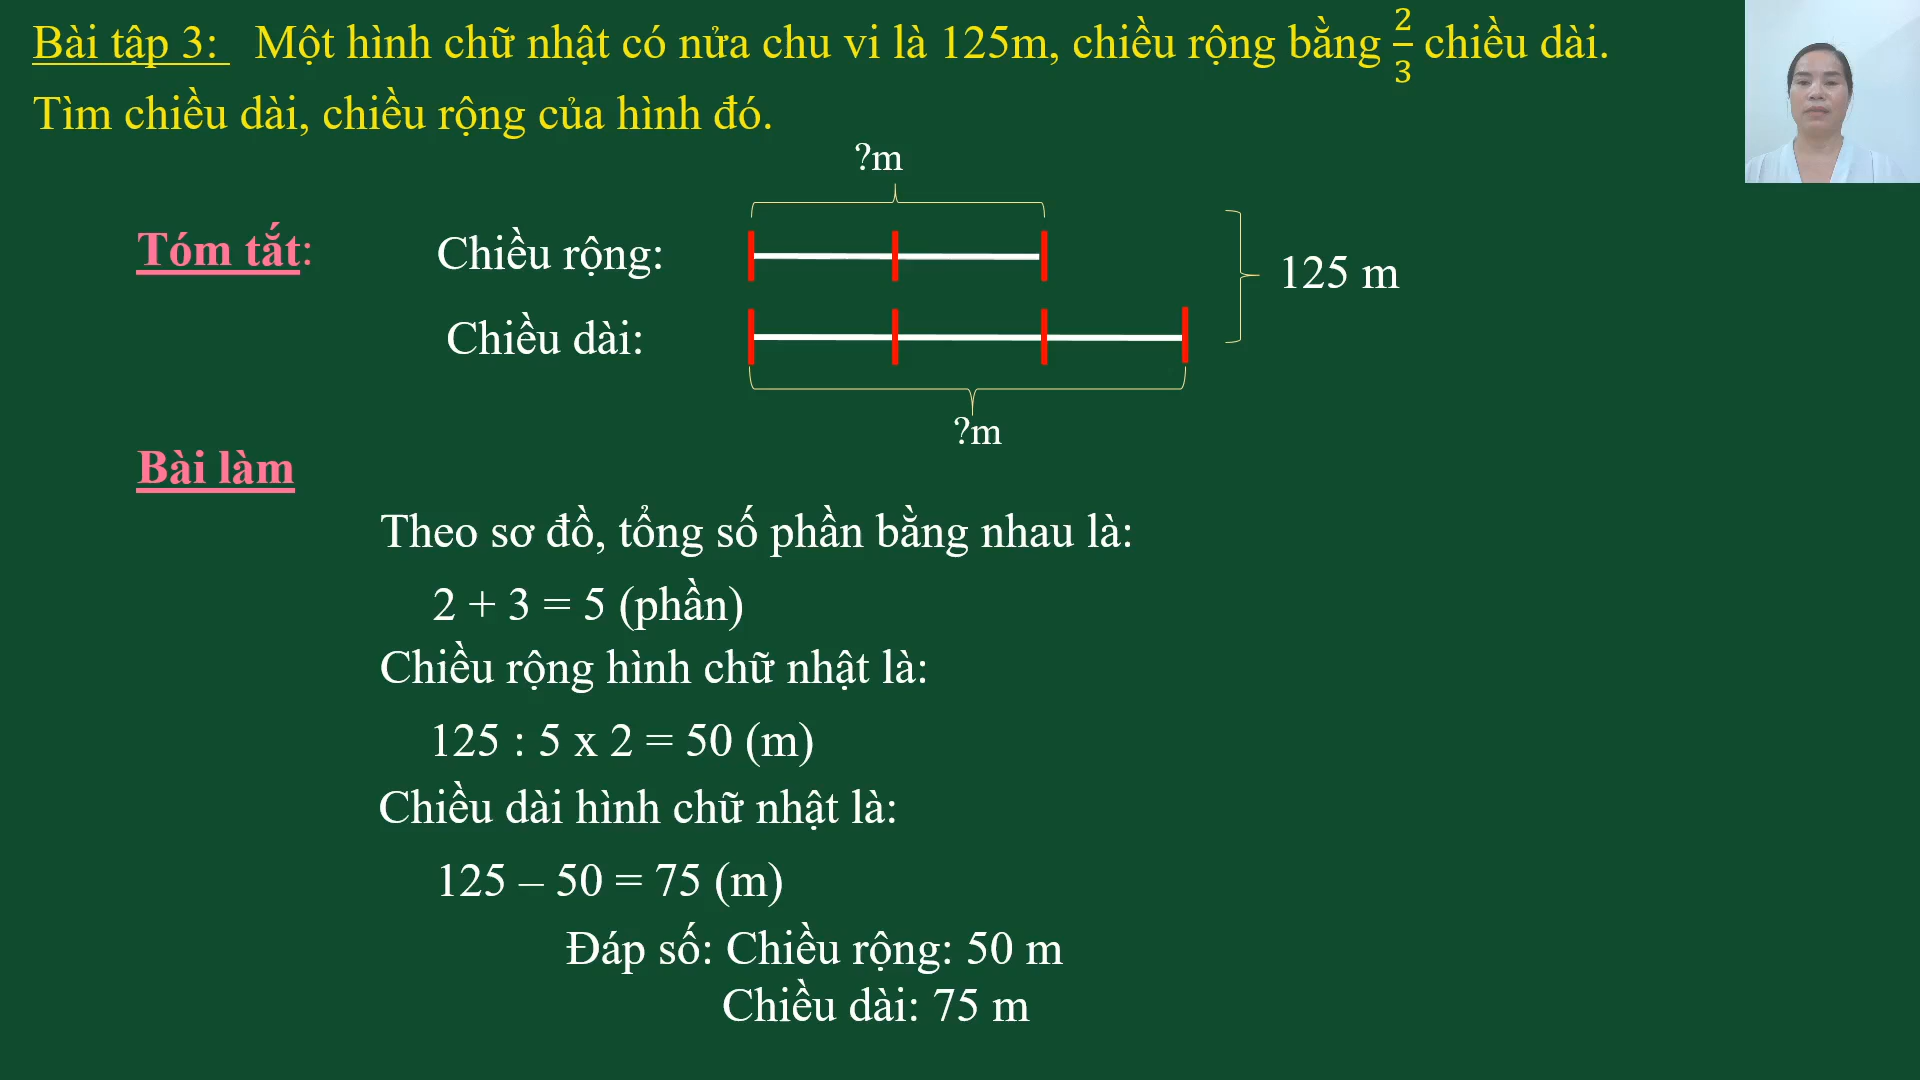 Bài tập 3: Một hình chữ nhật có nửa chu vi là 125m, chiều rộng bằng 2/3 chiều dài.
Tìm chiều dài, chiều rộng của hình đó.
?m
Tóm tắt: Chiều rộng:
125 m
Chiều dài:
?m
Bài làm
Theo sơ đồ, tổng số phần bằng nhau là:
2 + 3 = 5 (phần)
Chiều rộng hình chữ nhật là:
125 : 5 x 2 = 50 (m)
Chiều dài hình chữ nhật là:
125 – 50 = 75 (m)
Đáp số: Chiều rộng: 50 m
Chiều dài: 75 m